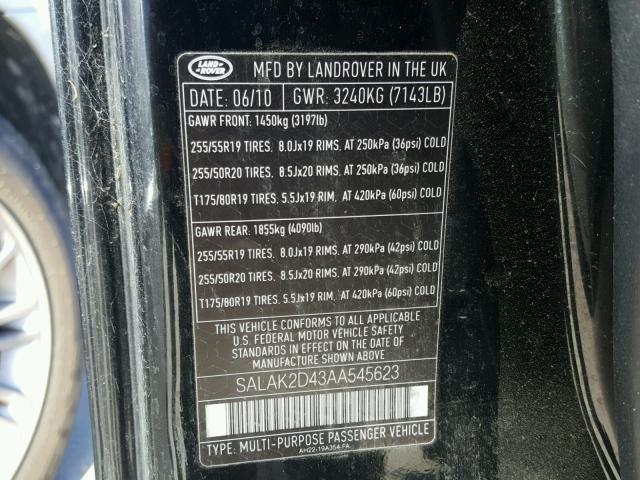 LAND ROVER
MFD BY LANDROVER IN THE UK
DATE: 06/10 GWR: 3240KG (7143LB)
GAWR FRONT: 1450kg (3197lb)
255/55R19 TIRES. 8.0Jx19 RIMS. AT 250kPa (36psi) COLD
255/50R20 TIRES. 8.5Jx20 RIMS. AT 250kPa (36psi) COLD
T175/80R19 TIRES. 5.5Jx19 RIM. AT 420kPa (60psi) COLD
GAWR REAR: 1855kg (4090lb)
255/55R19 TIRES. 8.0Jx19 RIMS. AT 290kPa (42psi) COLD
255/50R20 TIRES. 8.5Jx20 RIMS. AT 290kPa (42psi) COLD
T175/80R19 TIRES. 5.5Jx19 RIM. AT 420kPa (60psi) COLD
THIS VEHICLE CONFORMS TO ALL APPLICABLE
U.S. FEDERAL MOTOR VEHICLE SAFETY
STANDARDS IN EFFECT ON THE DATE OF
MANUFACTURE SHOWN ABOVE.
SALAK2D43AA545623
TYPE: MULTI-PURPOSE PASSENGER VEHICLE
AH22-19A354-FA